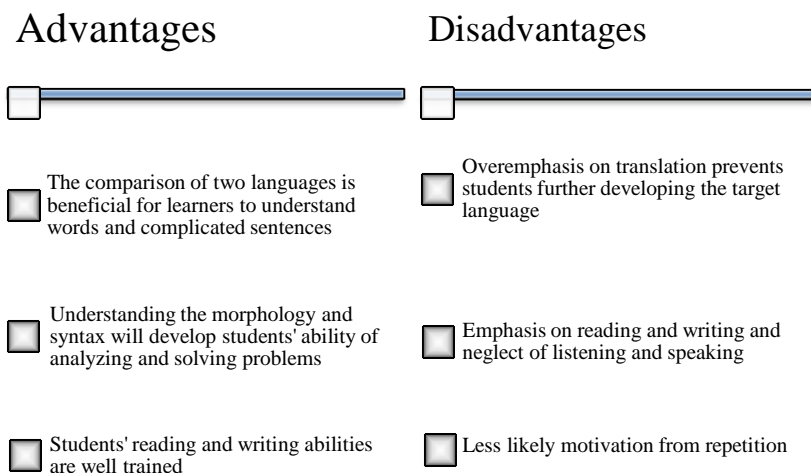 Advantages
The comparison of two languages is
beneficial for learners to understand
words and complicated sentences
Understanding the morphology and
syntax will develop students' ability of
analyzing and solving problems
Students' reading and writing abilities
are well trained
Disadvantages
Overemphasis on translation prevents
students further developing the target
language
Emphasis on reading and writing and
neglect of listening and speaking
Less likely motivation from repetition